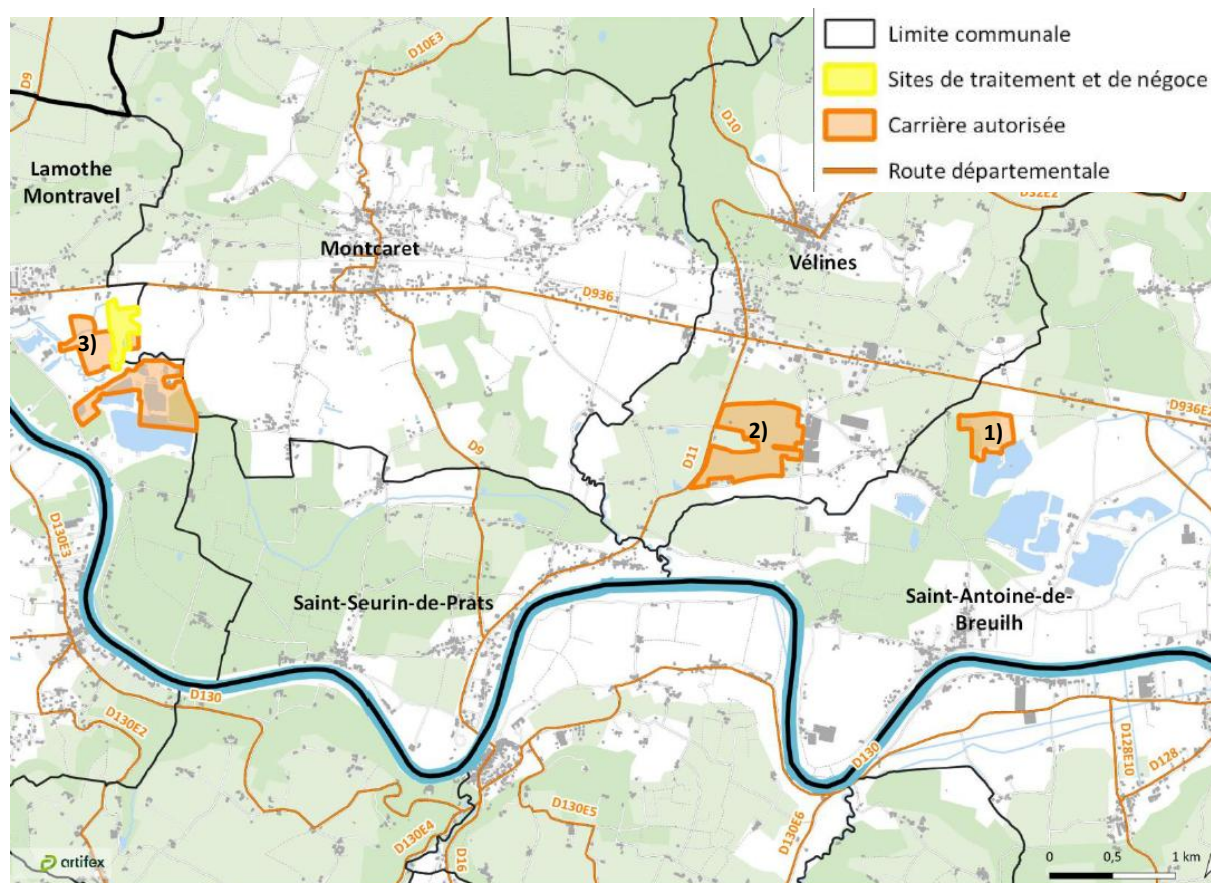 Limite communale
Sites de traitement et de négoce
Carrière autorisée
Route départementale
D9
D10E3
D10
D32E2
Lamothe
Montravel
Montcaret
Vélines
D936
3)
D936E2
2)
1)
D11
D9
D130E3
Saint-Seurin-de-Prats
Saint-Antoine-de-
Breuilh
D130
D130E2
D130
D128E10
D128
D130E5
D130E6
D130E4
D16
artifex
0 0,5 1 km